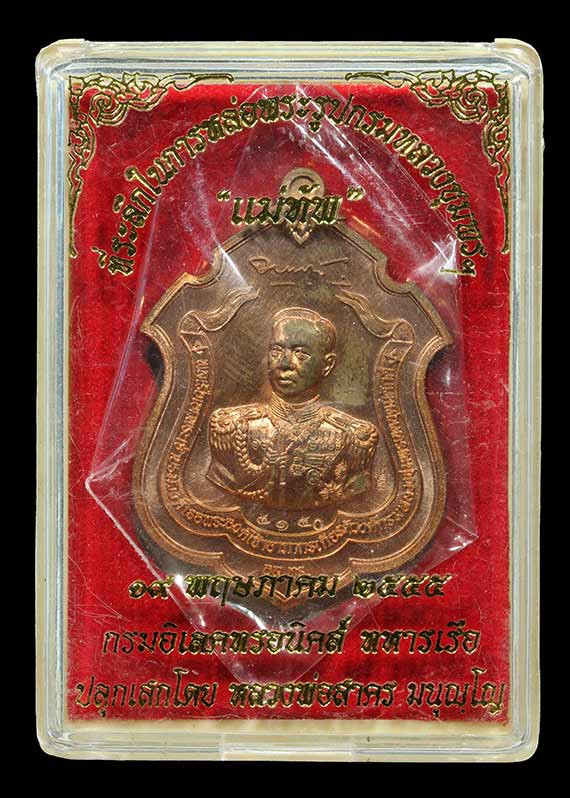 ที่ระลึกในการหล่อพระรูปกรมหลวงชุมพรฯ
"แม่ทัพ"
๕๑๕๐
๑๙ พฤษภาคม ๒๕๕๕
กรมอิเลคทรอนิคส์ ทหารเรือ
ปลุกเสกโดย หลวงพ่อสาคร มนุญฺโญ